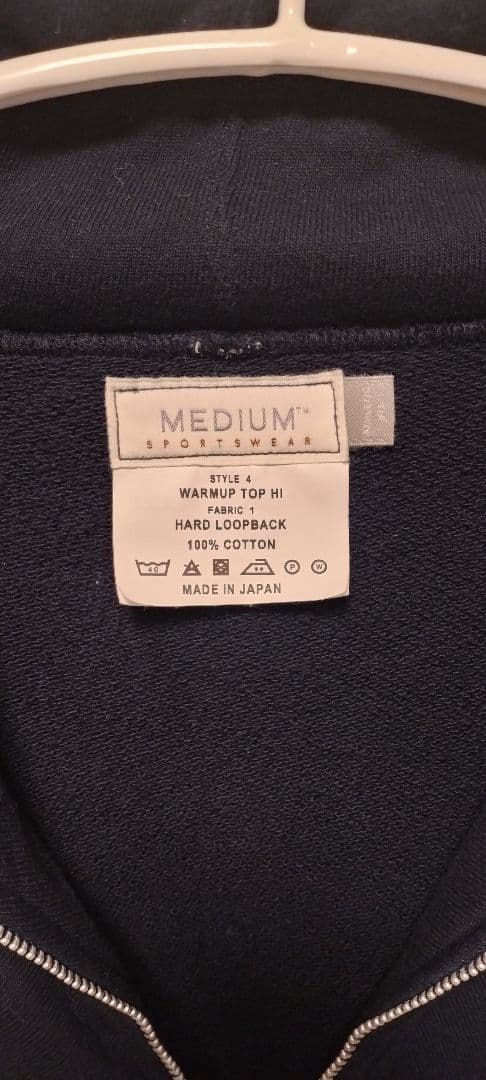 MEDIUM™
SPORTSWEAR
STYLE 4
WARMUP TOP HI
FABRIC 1
HARD LOOPBACK
100% COTTON
40
P
W
MADE IN JAPAN